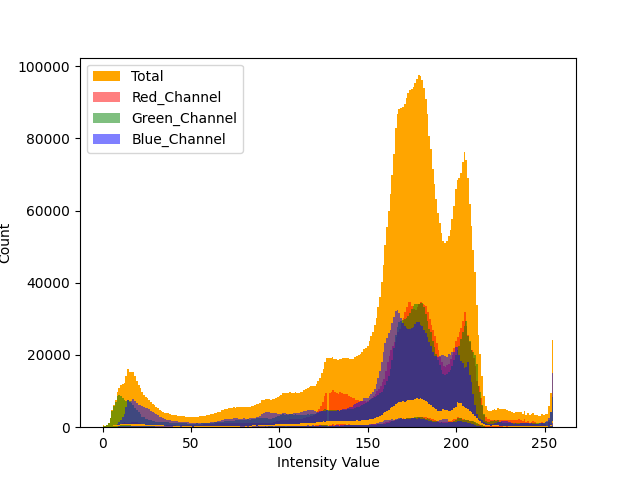 100000
80000
60000
40000
20000
0
Count
Total
Red_Channel
Green_Channel
Blue_Channel
0 50 100 150 200 250
Intensity Value